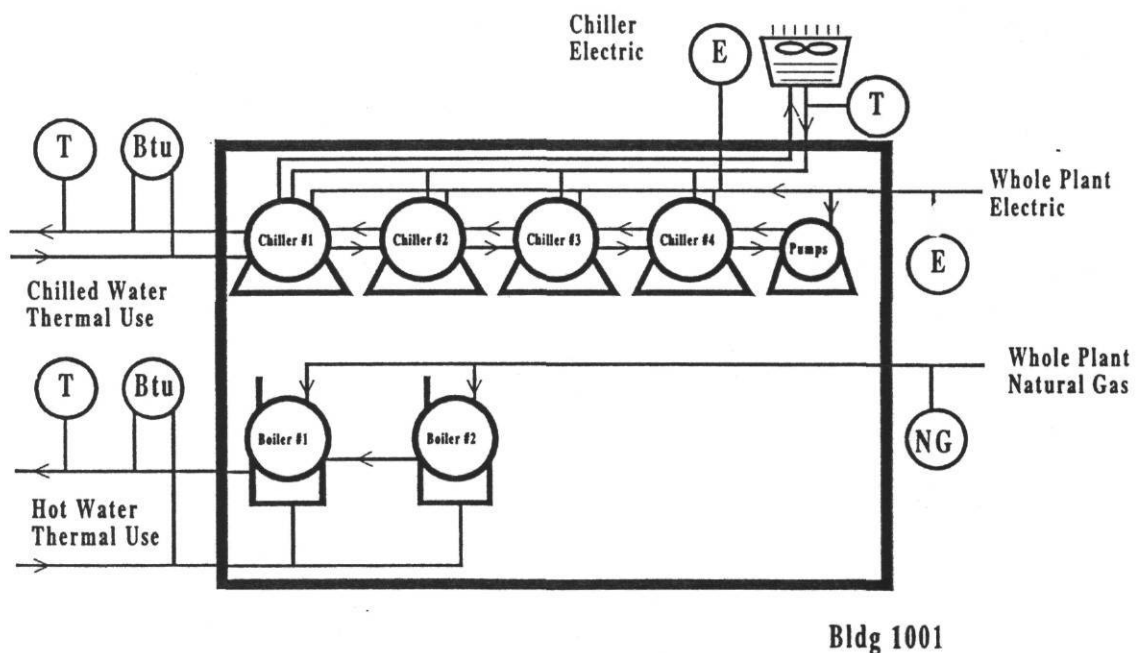 Chiller
Electric
E
T
T
Btu
Whole Plant
Electric
Chiller #1
Chiller #2
Chiller #3
Chiller #4
Pumps
E
Chilled Water
Thermal Use
T
Btu
Whole Plant
Natural Gas
Boiler #1
Boiler #2
NG
Hot Water
Thermal Use
Bldg 1001